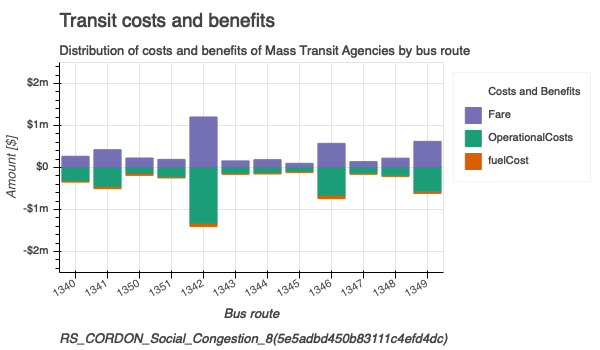 Transit costs and benefits
Distribution of costs and benefits of Mass Transit Agencies by bus route
$2m
$1m
$0
-$1m
-$2m
Amount [$]
1340 1341 1350 1351 1342 1343 1344 1345 1346 1347 1348 1349
Bus route
Costs and Benefits
Fare
OperationalCosts
fuelCost
RS_CORDON_Social_Congestion_8(5e5adbd450b83111c4efd4dc)